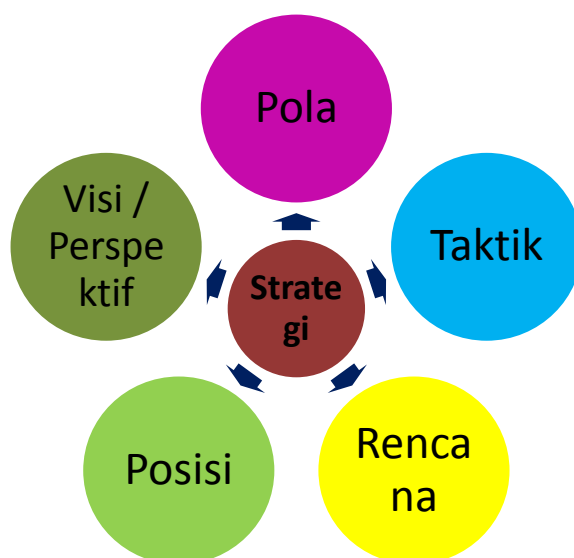 Pola
Visi /
Perspe
ktif
Taktik
Strate
gi
Posisi
Renca
na